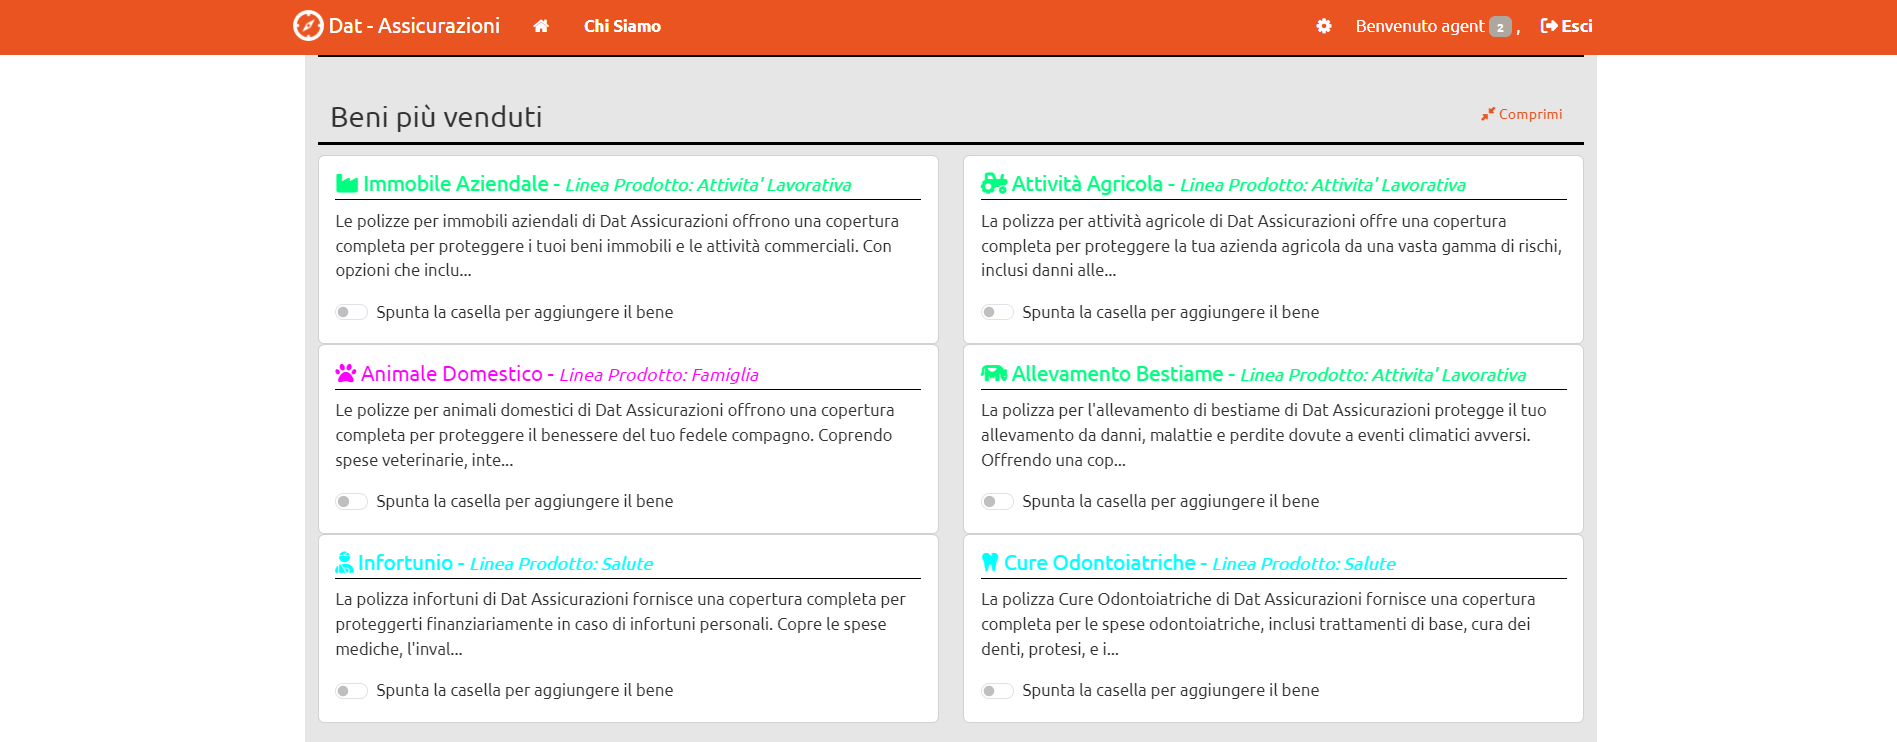 Dat - Assicurazioni
Chi Siamo
Benvenuto agent 2 ,
Esci
Beni più venduti
Comprimi
Immobile Aziendale - Linea Prodotto: Attivita' Lavorativa
Le polizze per immobili aziendali di Dat Assicurazioni offrono una copertura
completa per proteggere i tuoi beni immobili e le attività commerciali. Con
opzioni che inclu...
Spunta la casella per aggiungere il bene
Attività Agricola - Linea Prodotto: Attivita' Lavorativa
La polizza per attività agricole di Dat Assicurazioni offre una copertura
completa per proteggere la tua azienda agricola da una vasta gamma di rischi,
inclusi danni alle...
Spunta la casella per aggiungere il bene
Animale Domestico - Linea Prodotto: Famiglia
Le polizze per animali domestici di Dat Assicurazioni offrono una copertura
completa per proteggere il benessere del tuo fedele compagno. Coprendo
spese veterinarie, inte...
Spunta la casella per aggiungere il bene
Allevamento Bestiame - Linea Prodotto: Attivita' Lavorativa
La polizza per l'allevamento di bestiame di Dat Assicurazioni protegge il tuo
allevamento da danni, malattie e perdite dovute a eventi climatici avversi.
Offrendo una cop...
Spunta la casella per aggiungere il bene
Infortunio - Linea Prodotto: Salute
La polizza infortuni di Dat Assicurazioni fornisce una copertura completa per
proteggerti finanziariamente in caso di infortuni personali. Copre le spese
mediche, l'inval...
Spunta la casella per aggiungere il bene
Cure Odontoiatriche - Linea Prodotto: Salute
La polizza Cure Odontoiatriche di Dat Assicurazioni fornisce una copertura
completa per le spese odontoiatriche, inclusi trattamenti di base, cura dei
denti, protesi, e i...
Spunta la casella per aggiungere il bene